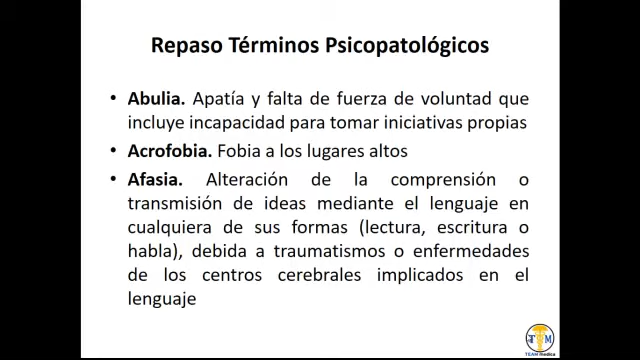 Repaso Términos Psicopatológicos
• Abulia. Apatía y falta de fuerza de voluntad que
incluye incapacidad para tomar iniciativas propias
• Acrofobia. Fobia a los lugares altos
• Afasia. Alteración de la comprensión o
transmisión de ideas mediante el lenguaje en
cualquiera de sus formas (lectura, escritura o
habla), debida a traumatismos o enfermedades
de los centros cerebrales implicados en el
lenguaje
T M
TEAM medica